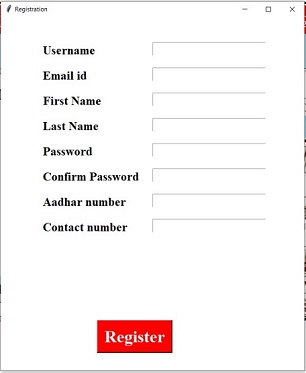 Registration
Username
Email id
First Name
Last Name
Password
Confirm Password
Aadhar number
Contact number
Register